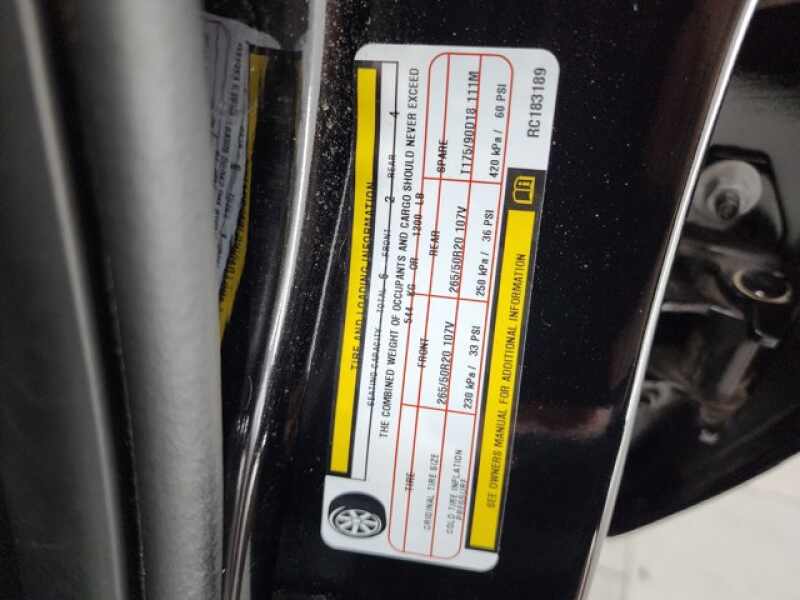 TIRE AND LOADING INFORMATION
SEATING CAPACITY TOTAL 6 FRONT 2 REAR 4
THE COMBINED WEIGHT OF OCCUPANTS AND CARGO SHOULD NEVER EXCEED
544 KG OR 1200 LB
TIRE FRONT REAR SPARE
ORIGINAL TIRE SIZE 265/50R20 107V 265/50R20 107V T175/90D18 111M
COLD TIRE INFLATION PRESSURE 230 kPa / 33 PSI 250 kPa / 36 PSI 420 kPa / 60 PSI
SEE OWNERS MANUAL FOR ADDITIONAL INFORMATION
RC183189